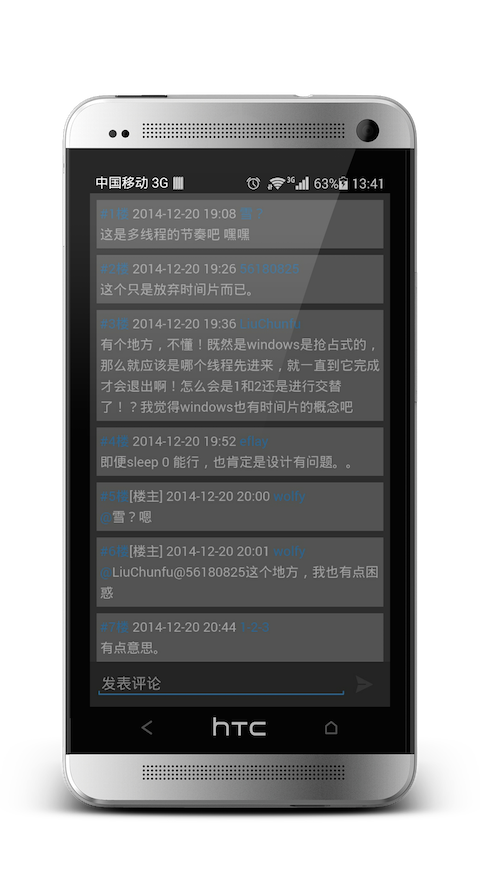 中国移动 3G 3G 63% 13:41
#1楼 2014-12-20 19:08 雪?
这是多线程的节奏吧 嘿嘿
#2楼 2014-12-20 19:26 56180825
这个只是放弃时间片而已。
#3楼 2014-12-20 19:36 LiuChunfu
有个地方，不懂！既然是windows是抢占式的，
那么就应该是哪个线程先进来，就一直到它完成
才会退出啊！怎么会是1和2还是进行交替
了！？我觉得windows也有时间片的概念吧
#4楼 2014-12-20 19:52
即便sleep 0 能行，也肯定是设计有问题。。
#5楼[楼主] 2014-12-20 20:00 wolfy
@雪？嗯
#6楼[楼主] 2014-12-20 20:01 wolfy
@LiuChunfu@56180825这个地方，我也有点困
惑
#7楼 2014-12-20 20:44 1-2-3
有点意思。
发表评论
hTC